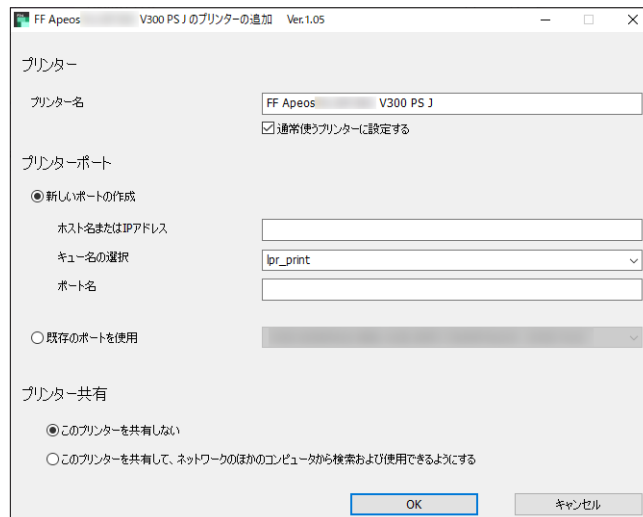 FF Apeos V300 PS J のプリンターの追加 Ver.1.05
プリンター
プリンター名 FF Apeos V300 PS J
通常使うプリンターに設定する
プリンターポート
新しいポートの作成
ホスト名またはIPアドレス
キュー名の選択 lpr_print
ポート名
既存のポートを使用
プリンター共有
このプリンターを共有しない
このプリンターを共有して、ネットワークのほかのコンピュータから検索および使用できるようにする
OK キャンセル